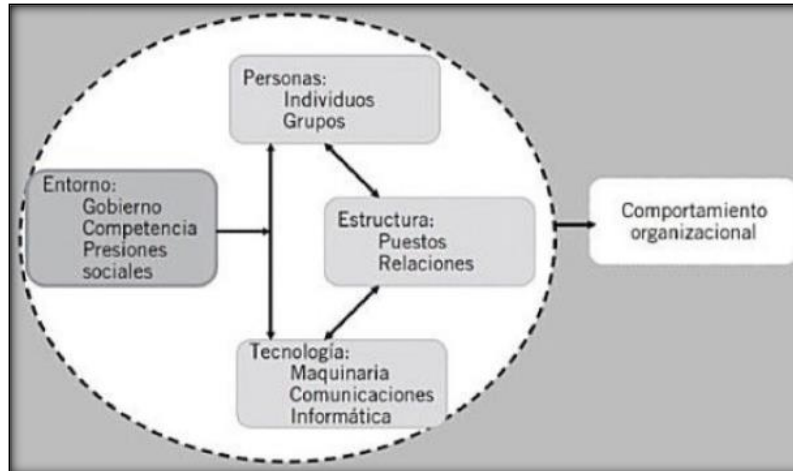 Personas:
Individuos
Grupos
Entorno:
Gobierno
Competencia
Presiones
sociales
Estructura:
Puestos
Relaciones
Tecnología:
Maquinaria
Comunicaciones
Informática
Comportamiento
organizacional